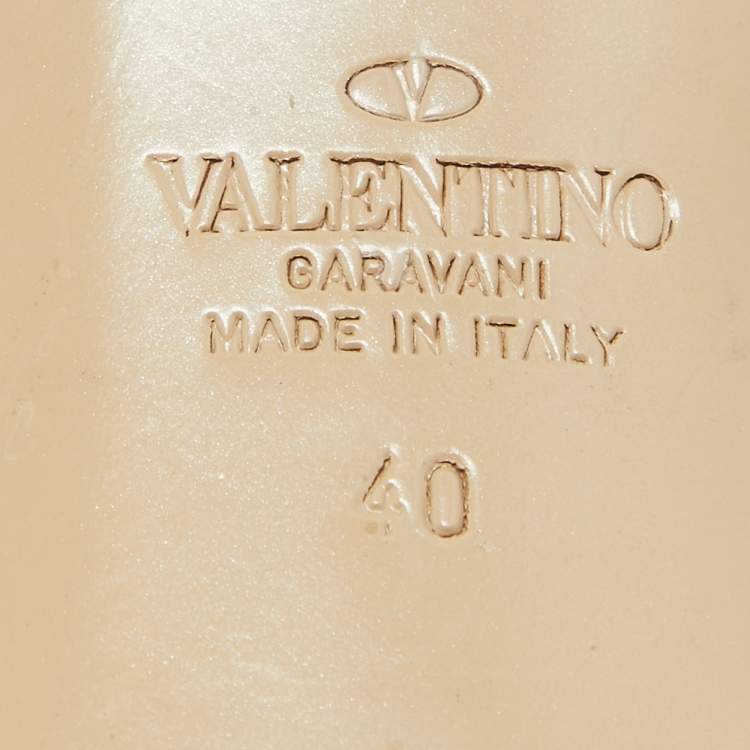 V
VALENTINO
GARAVANI
MADE IN ITALY
40